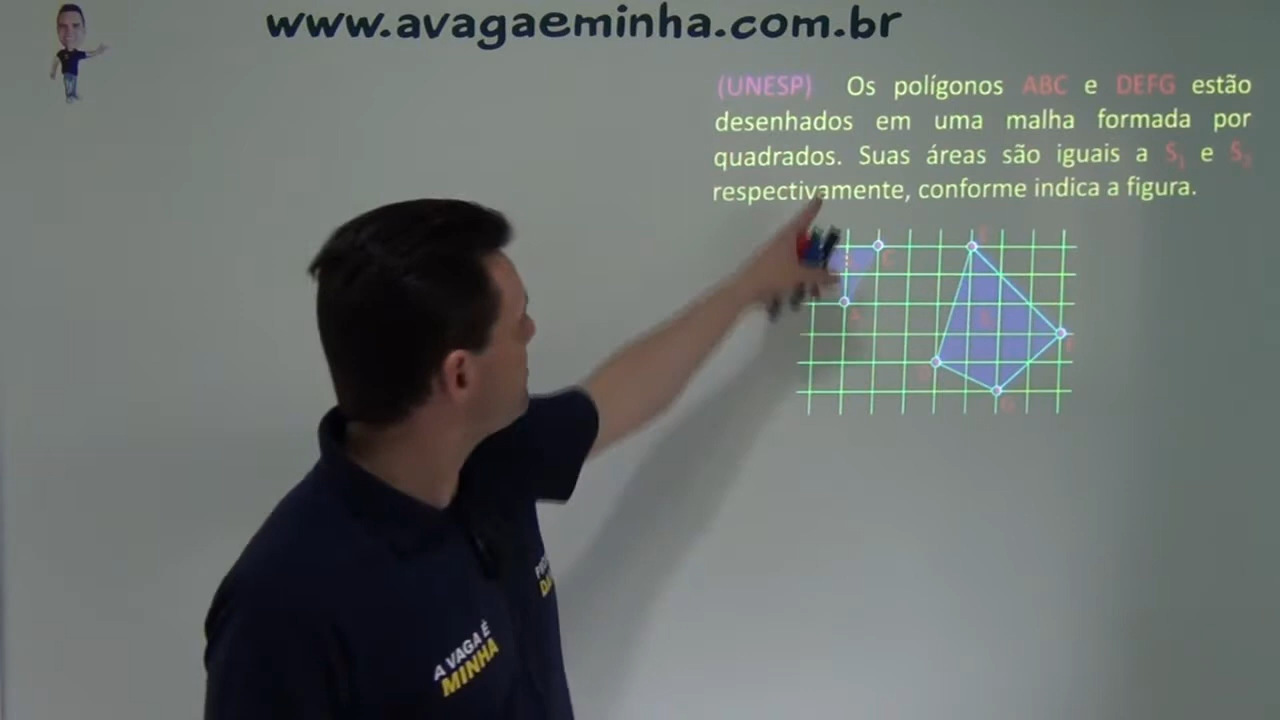 www.avagaeminha.com.br
(UNESP) Os polígonos ABC e DEFG estão
desenhados em uma malha formada por
quadrados. Suas áreas são iguais a S₁ e S₂
respectivamente, conforme indica a figura.
C
A
A VAGA É
MINHA